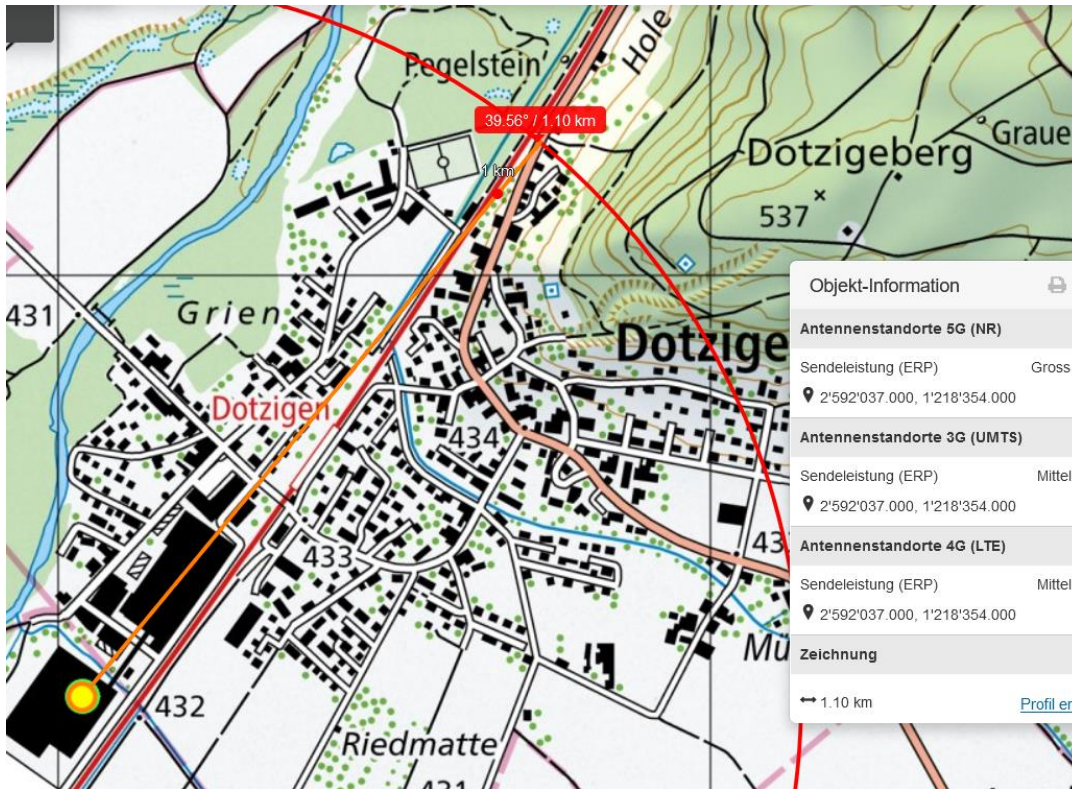 Pegelstein
Hole
39.56° / 1.10 km
Graue
Dotzigeberg
1 km
537
431
Grien
Dotzige
Dotzigen
434
433
432
Riedmatte
431
Mü
Objekt-Information
Antennenstandorte 5G (NR)
Sendeleistung (ERP) Gross
2'592'037.000, 1'218'354.000
Antennenstandorte 3G (UMTS)
Sendeleistung (ERP) Mittel
2'592'037.000, 1'218'354.000
Antennenstandorte 4G (LTE)
Sendeleistung (ERP) Mittel
2'592'037.000, 1'218'354.000
Zeichnung
1.10 km Profil er